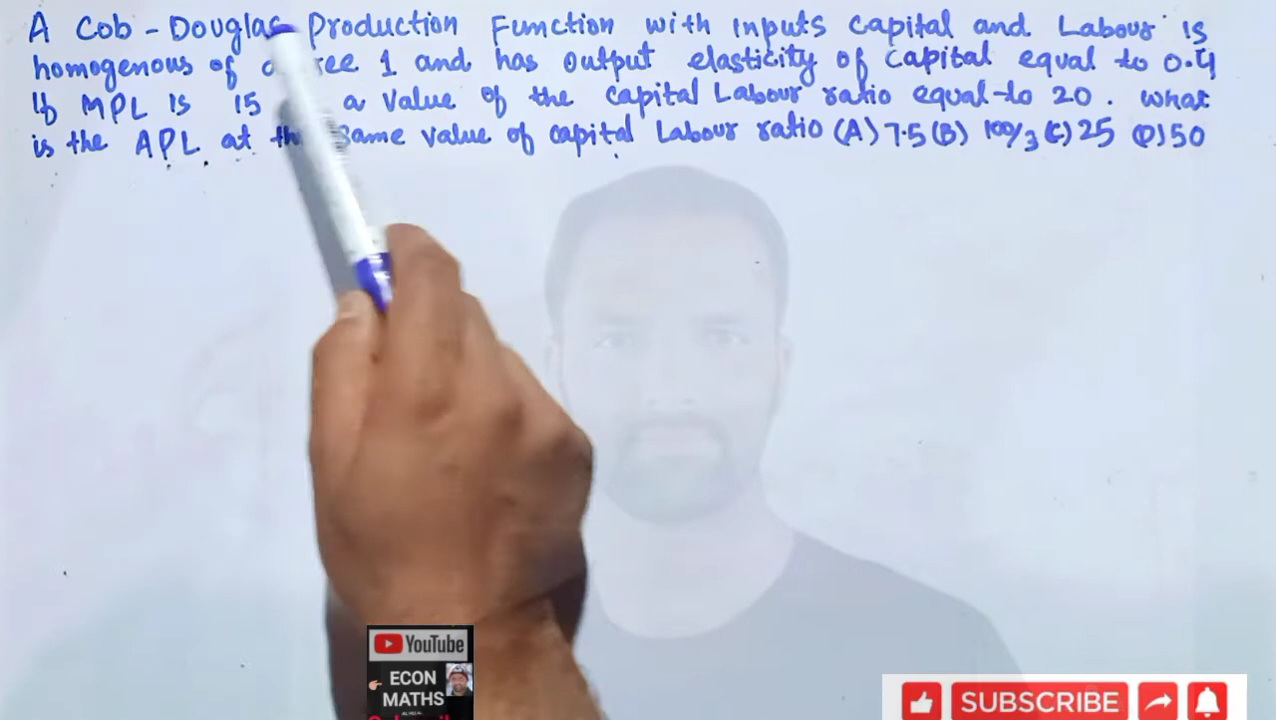 A Cob-Douglas Production Function with Inputs Capital and Labour is
homogenous of ree 1 and has output elasticity of Capital equal to 0.4
If MPL is 15 a Value of the Capital Labour ratio equal to 20. What
is the APL at the same value of capital Labour ratio (A) 7.5 (B) 100/3 (C) 25 (D) 50
YouTube
ECON
MATHS
SUBSCRIBE